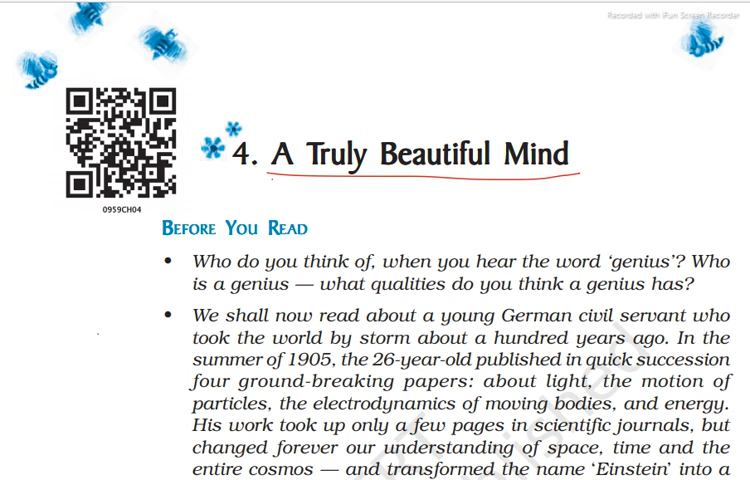 Recorded with iFun Screen Recorder
4. A Truly Beautiful Mind
0959CH04
BEFORE YOU READ
• Who do you think of, when you hear the word ‘genius’? Who
is a genius — what qualities do you think a genius has?
• We shall now read about a young German civil servant who
took the world by storm about a hundred years ago. In the
summer of 1905, the 26-year-old published in quick succession
four ground-breaking papers: about light, the motion of
particles, the electrodynamics of moving bodies, and energy.
His work took up only a few pages in scientific journals, but
changed forever our understanding of space, time and the
entire cosmos — and transformed the name ‘Einstein’ into a